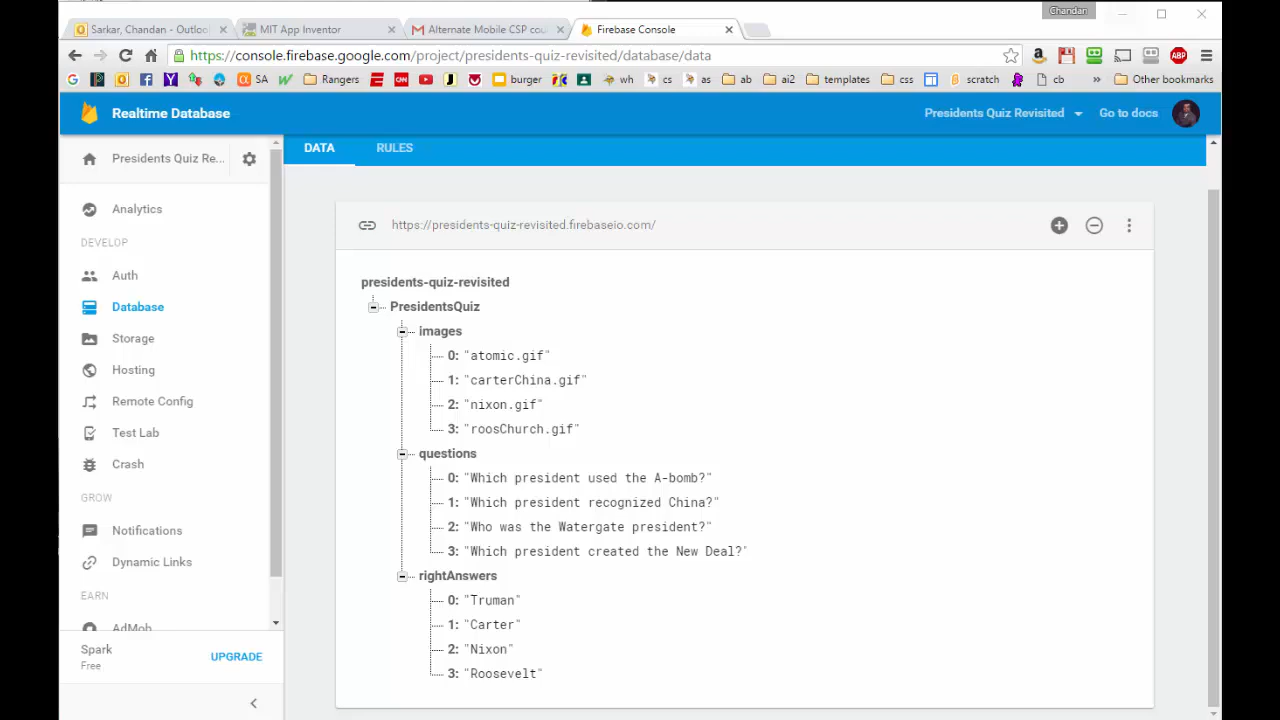 Chandan
Sarkar, Chandan - Outloo
MIT App Inventor
Alternate Mobile CSP cou
Firebase Console
https://console.firebase.google.com/project/presidents-quiz-revisited/database/data
Rangers
SA
burger
wh
cs
as
ab
ai2
templates
css
scratch
cb
»
Other bookmarks
Realtime Database
Presidents Quiz Revisited
Go to docs
Presidents Quiz Re...
DATA
RULES
Analytics
https://presidents-quiz-revisited.firebaseio.com/
DEVELOP
Auth
Database
Storage
Hosting
Remote Config
Test Lab
Crash
GROW
Notifications
Dynamic Links
EARN
AdMob
Spark
Free
UPGRADE
presidents-quiz-revisited
PresidentsQuiz
images
0: "atomic.gif"
1: "carterChina.gif"
2: "nixon.gif"
3: "roosChurch.gif"
questions
0: "Which president used the A-bomb?"
1: "Which president recognized China?"
2: "Who was the Watergate president?"
3: "Which president created the New Deal?"
rightAnswers
0: "Truman"
1: "Carter"
2: "Nixon"
3: "Roosevelt"